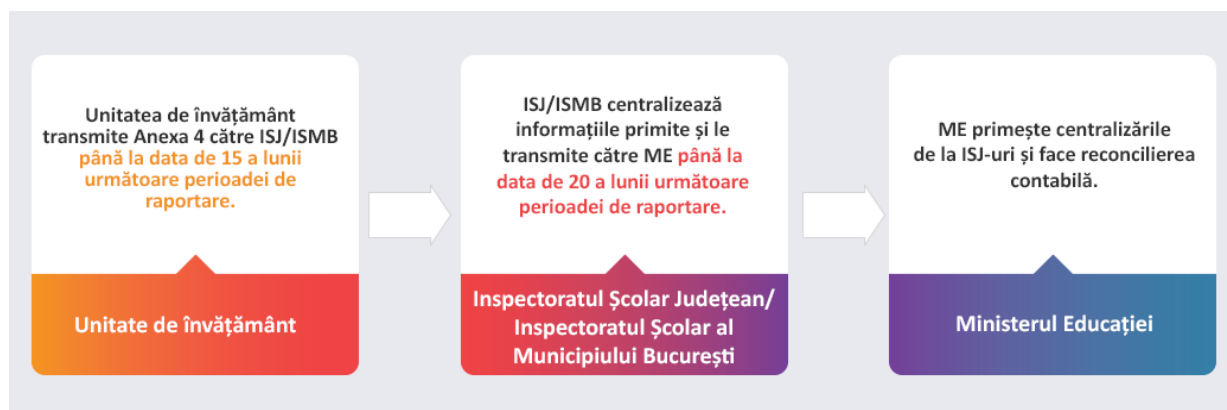 Unitatea de învățământ
transmite Anexa 4 către ISJ/ISMB
până la data de 15 a lunii
următoare perioadei de
raportare.
Unitate de învățământ
ISJ/ISMB centralizează
informațiile primite și le
transmite către ME până la
data de 20 a lunii următoare
perioadei de raportare.
Inspectoratul Școlar Județean/
Inspectoratul Școlar al
Municipiului București
ME primește centralizările
de la ISJ-uri și face reconcilierea
contabilă.
Ministerul Educației